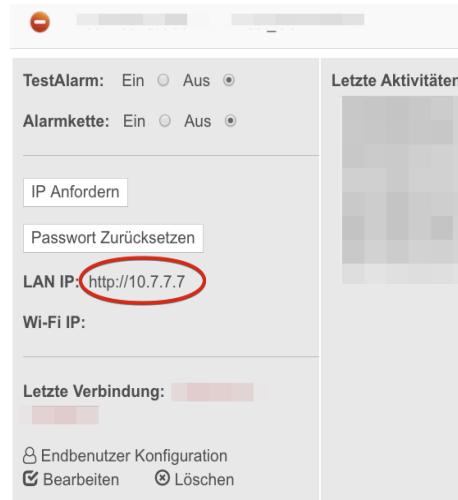 TestAlarm: Ein Aus
Letzte Aktivitäten
Alarmkette: Ein Aus
IP Anfordern
Passwort Zurücksetzen
LAN IP: http://10.7.7.7
Wi-Fi IP:
Letzte Verbindung:
Endbenutzer Konfiguration
Bearbeiten Löschen